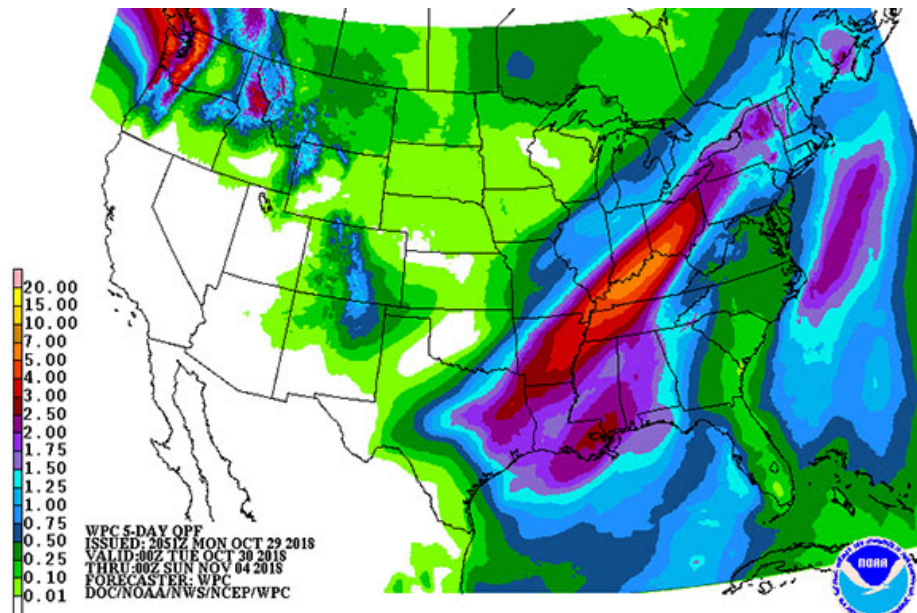 20.00
15.00
10.00
7.00
5.00
4.00
3.00
2.50
2.00
1.75
1.50
1.25
1.00
0.75
0.50
0.25
0.10
0.01
WPC 5-DAY QPF
ISSUED: 2051Z MON OCT 29 2018
VALID:00Z TUE OCT 30 2018
THRU:00Z SUN NOV 04 2018
FORECASTER: WPC
DOC/NOAA/NWS/NCEP/WPC
NOAA